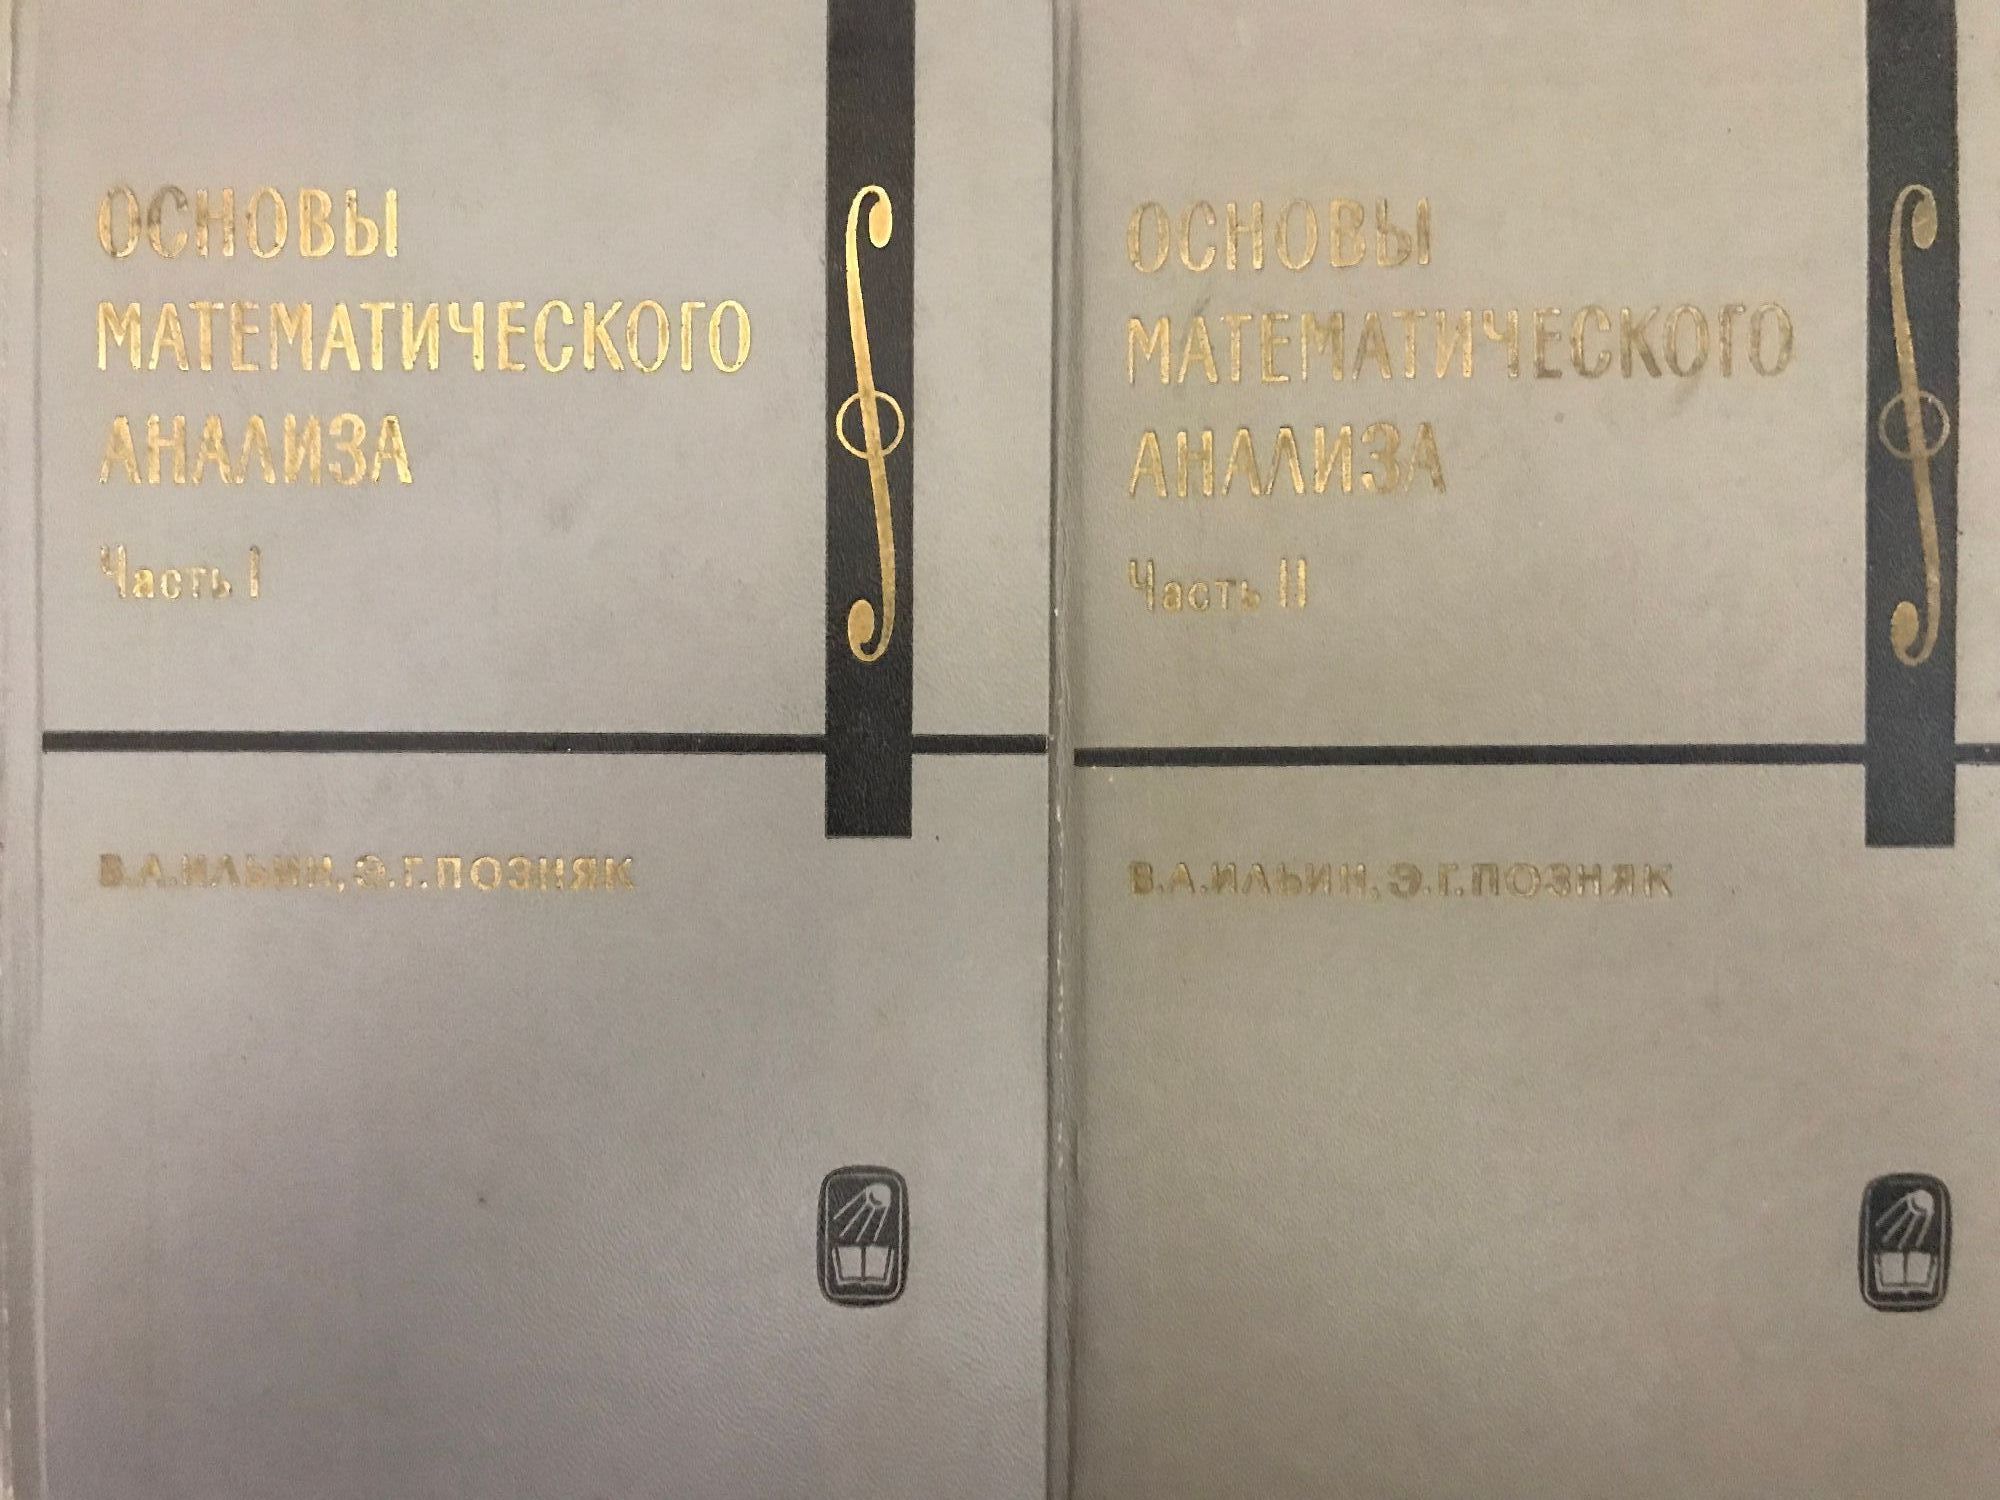 ОСНОВЫ
МАТЕМАТИЧЕСКОГО
АНАЛИЗА
Часть I
В.А.ИЛЬИН, Э.Г.ПОЗНЯК
ОСНОВЫ
МАТЕМАТИЧЕСКОГО
АНАЛИЗА
Часть II
В.А.ИЛЬИН, Э.Г.ПОЗНЯК